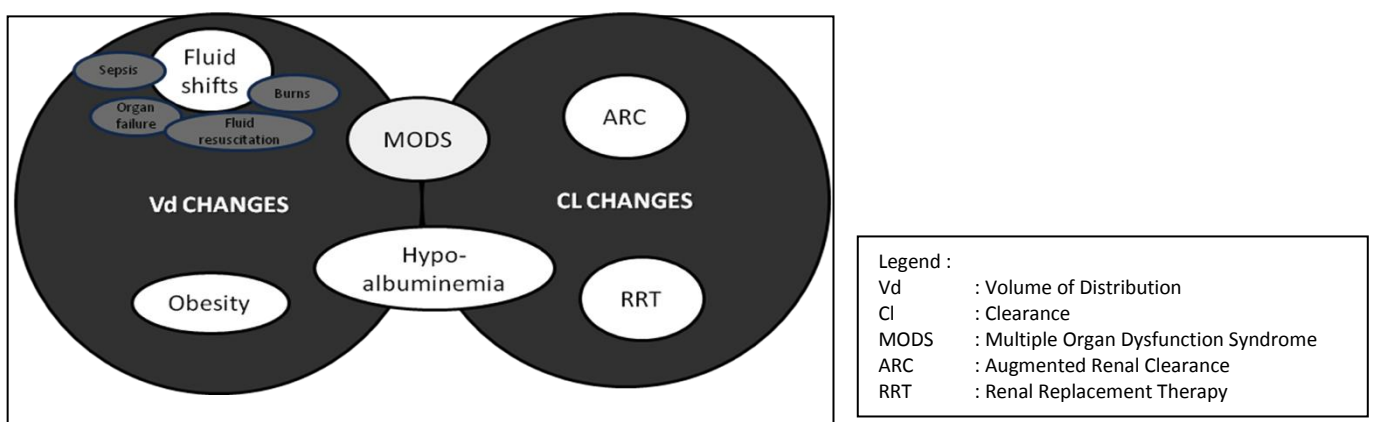 Fluid
shifts
Sepsis
Burns
Organ
failure
Fluid
resuscitation
MODS
ARC
Vd CHANGES
CL CHANGES
Hypo-
albuminemia
Obesity
RRT
Legend :
Vd : Volume of Distribution
Cl : Clearance
MODS : Multiple Organ Dysfunction Syndrome
ARC : Augmented Renal Clearance
RRT : Renal Replacement Therapy